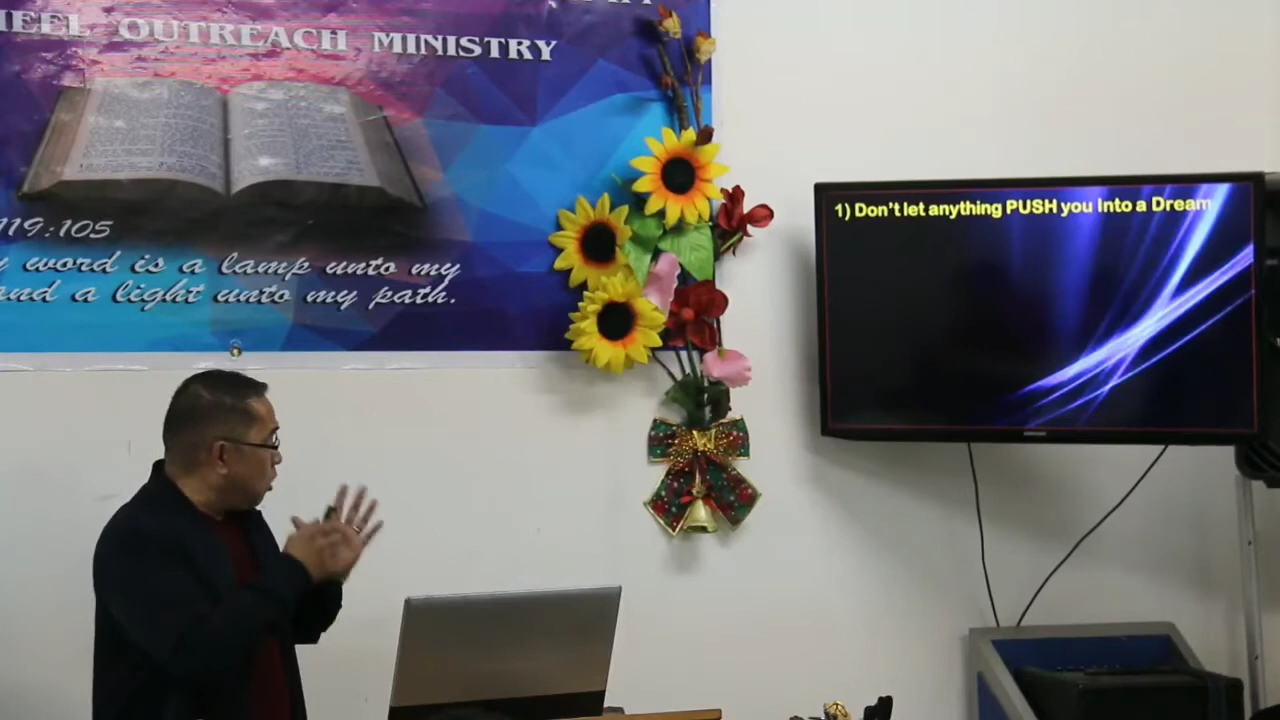 OUTREACH MINISTRY
119:105
word is a lamp unto my
and a light unto my path.
1) Don't let anything PUSH you Into a Dream